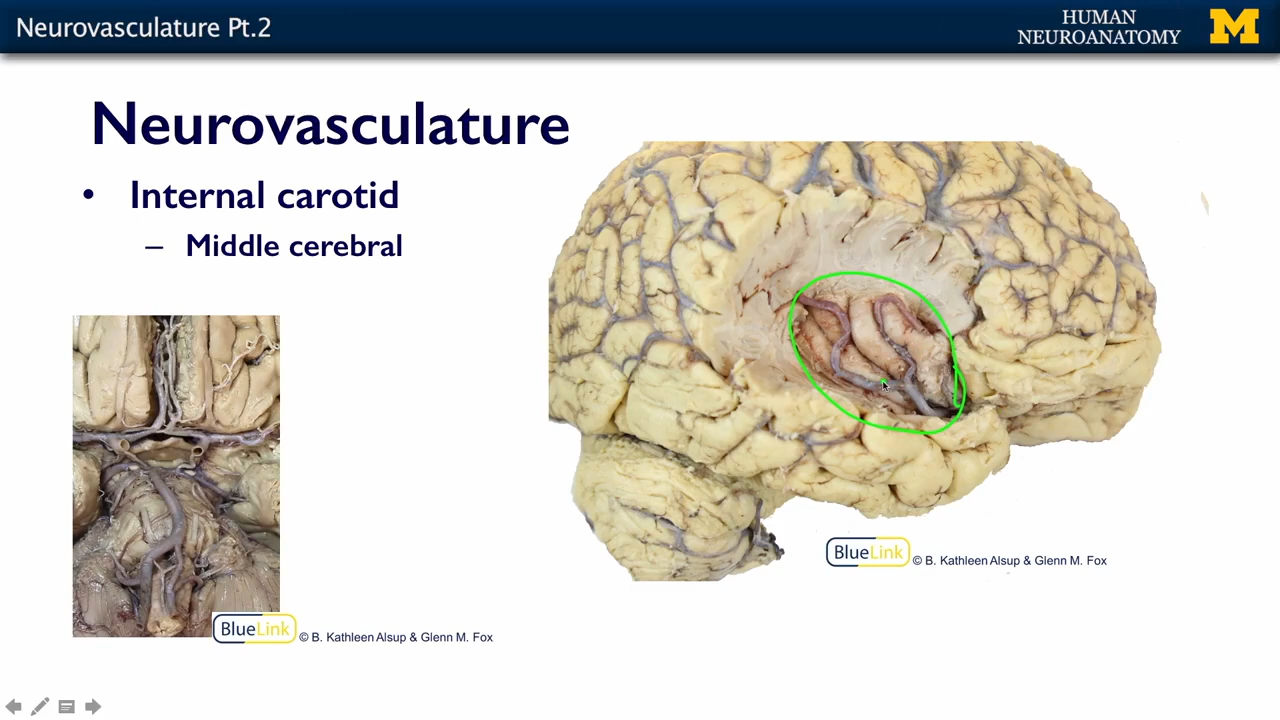 Neurovasculature Pt.2
HUMAN
NEUROANATOMY
M
Neurovasculature
• Internal carotid
– Middle cerebral
BlueLink
© B. Kathleen Alsup & Glenn M. Fox
BlueLink
© B. Kathleen Alsup & Glenn M. Fox